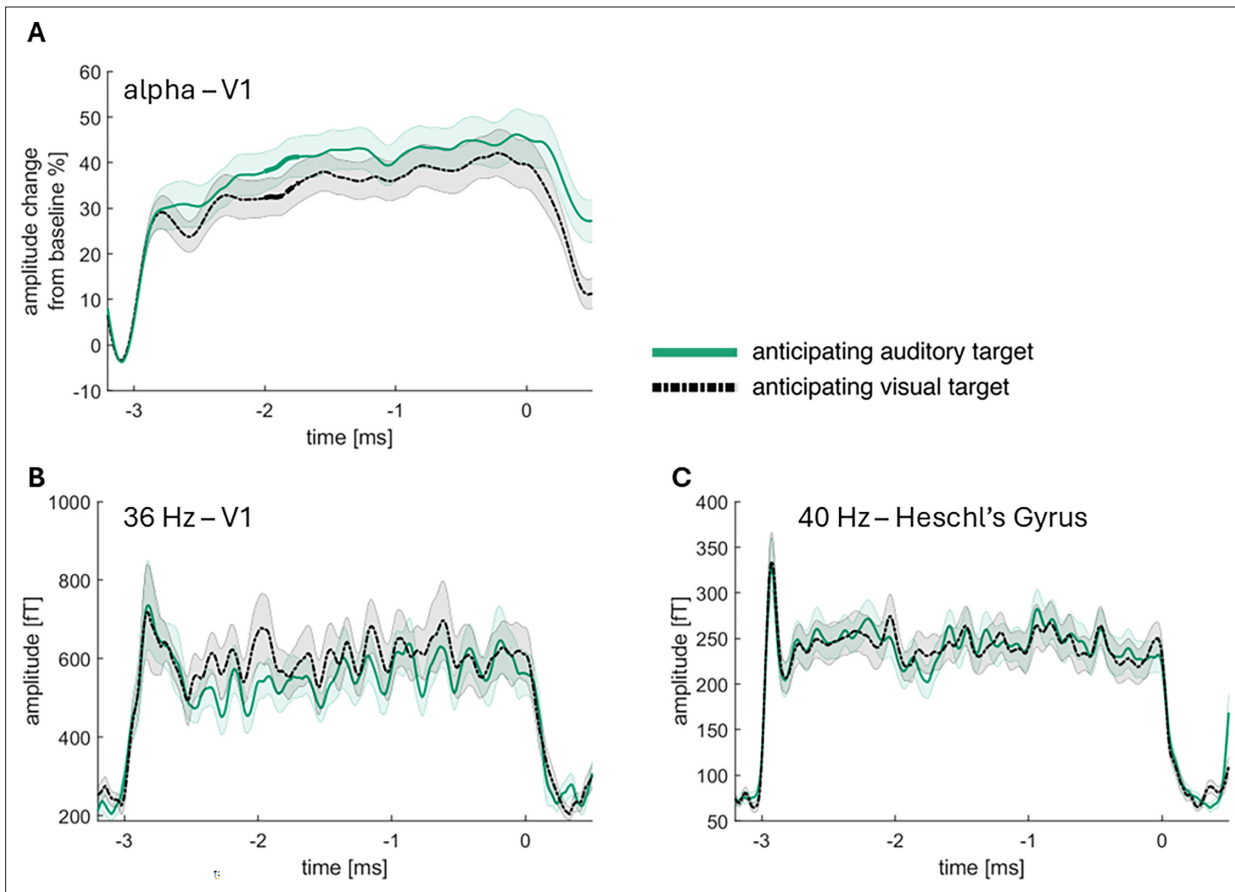 A
alpha – V1
amplitude change
from baseline %]
60
50
40
30
20
10
0
-10
-3
-2
-1
0
time [ms]
anticipating auditory target
anticipating visual target
B
36 Hz – V1
amplitude [fT]
1000
800
600
400
200
-3
-2
-1
0
time [ms]
C
40 Hz – Heschl's Gyrus
amplitude [fT]
400
350
300
250
200
150
100
50
-3
-2
-1
0
time [ms]